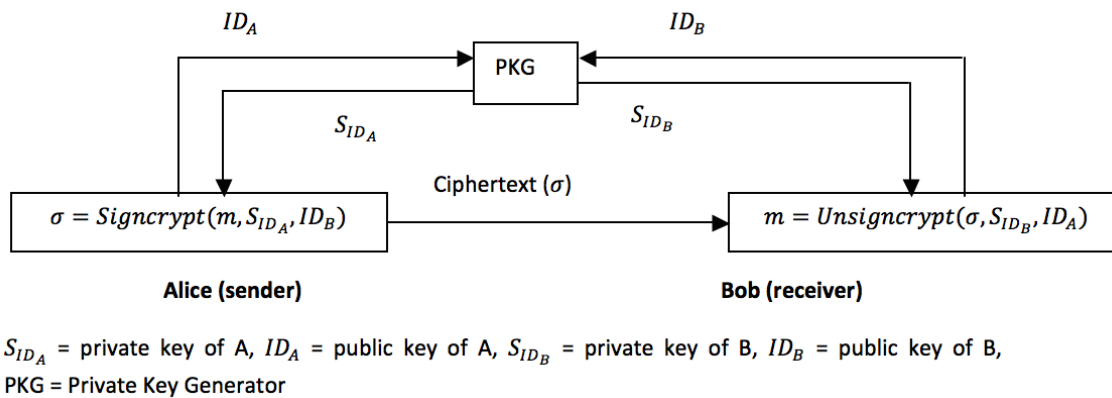 ID_A
ID_B
PKG
S_{ID_A}
S_{ID_B}
Ciphertext (σ)
σ = Signcrypt(m, S_{ID_A}, ID_B)
m = Unsigncrypt(σ, S_{ID_B}, ID_A)
Alice (sender)
Bob (receiver)
S_{ID_A} = private key of A, ID_A = public key of A, S_{ID_B} = private key of B, ID_B = public key of B,
PKG = Private Key Generator